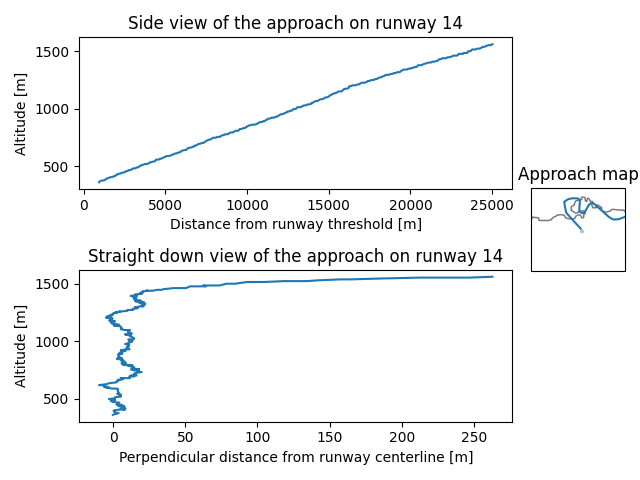 Side view of the approach on runway 14
Altitude [m]
1500
1000
500
0 5000 10000 15000 20000 25000
Distance from runway threshold [m]
Approach map
Straight down view of the approach on runway 14
Altitude [m]
1500
1000
500
0 50 100 150 200 250
Perpendicular distance from runway centerline [m]